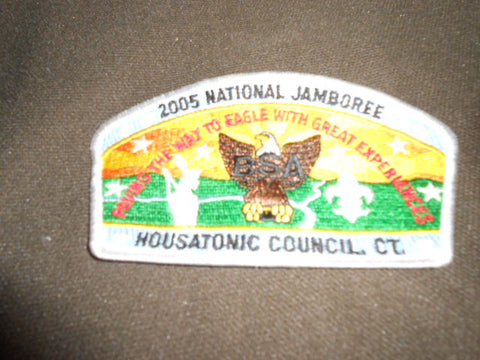 2005 NATIONAL JAMBOREE
PAVING THE WAY TO EAGLE WITH GREAT EXPERIENCES
BSA
HOUSATONIC COUNCIL, CT.